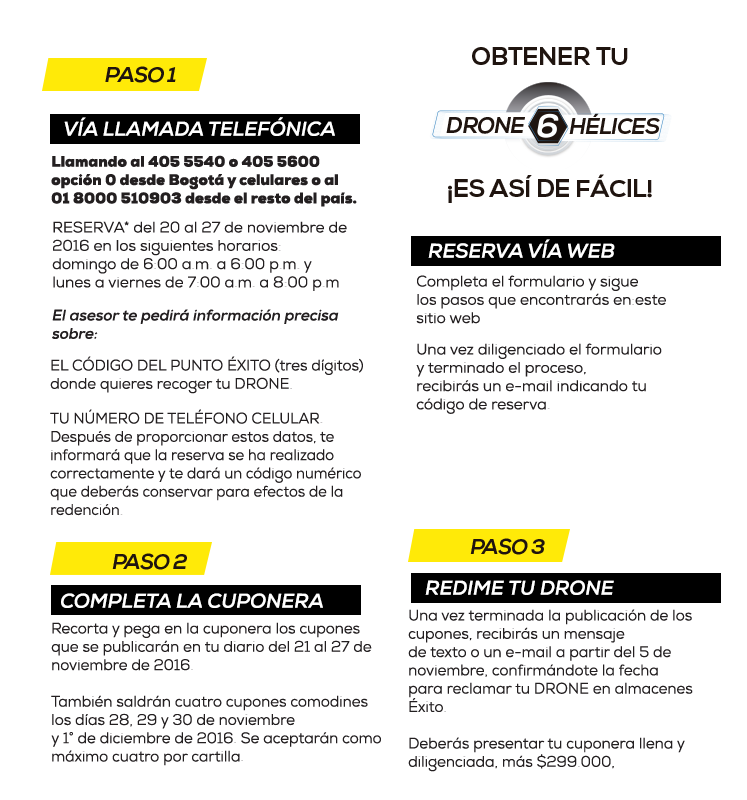 PASO 1
VÍA LLAMADA TELEFÓNICA
Llamando al 405 5540 o 405 5600
opción 0 desde Bogotá y celulares o al
01 8000 510903 desde el resto del país.
RESERVA* del 20 al 27 de noviembre de
2016 en los siguientes horarios:
domingo de 6:00 a.m. a 6:00 p.m. y
lunes a viernes de 7:00 a.m. a 8:00 p.m
El asesor te pedirá información precisa
sobre:
EL CÓDIGO DEL PUNTO ÉXITO (tres dígitos)
donde quieres recoger tu DRONE.
TU NÚMERO DE TELÉFONO CELULAR.
Después de proporcionar estos datos, te
informará que la reserva se ha realizado
correctamente y te dará un código numérico
que deberás conservar para efectos de la
redención.
OBTENER TU
DRONE 6 HÉLICES
¡ES ASÍ DE FÁCIL!
RESERVA VÍA WEB
Completa el formulario y sigue
los pasos que encontrarás en este
sitio web
Una vez diligenciado el formulario
y terminado el proceso,
recibirás un e-mail indicando tu
código de reserva.
PASO 2
COMPLETA LA CUPONERA
Recorta y pega en la cuponera los cupones
que se publicarán en tu diario del 21 al 27 de
noviembre de 2016.
También saldrán cuatro cupones comodines
los días 28, 29 y 30 de noviembre
y 1° de diciembre de 2016. Se aceptarán como
máximo cuatro por cartilla.
PASO 3
REDIME TU DRONE
Una vez terminada la publicación de los
cupones, recibirás un mensaje
de texto o un e-mail a partir del 5 de
noviembre, confirmándote la fecha
para reclamar tu DRONE en almacenes
Éxito.
Deberás presentar tu cuponera llena y
diligenciada, más $299.000,